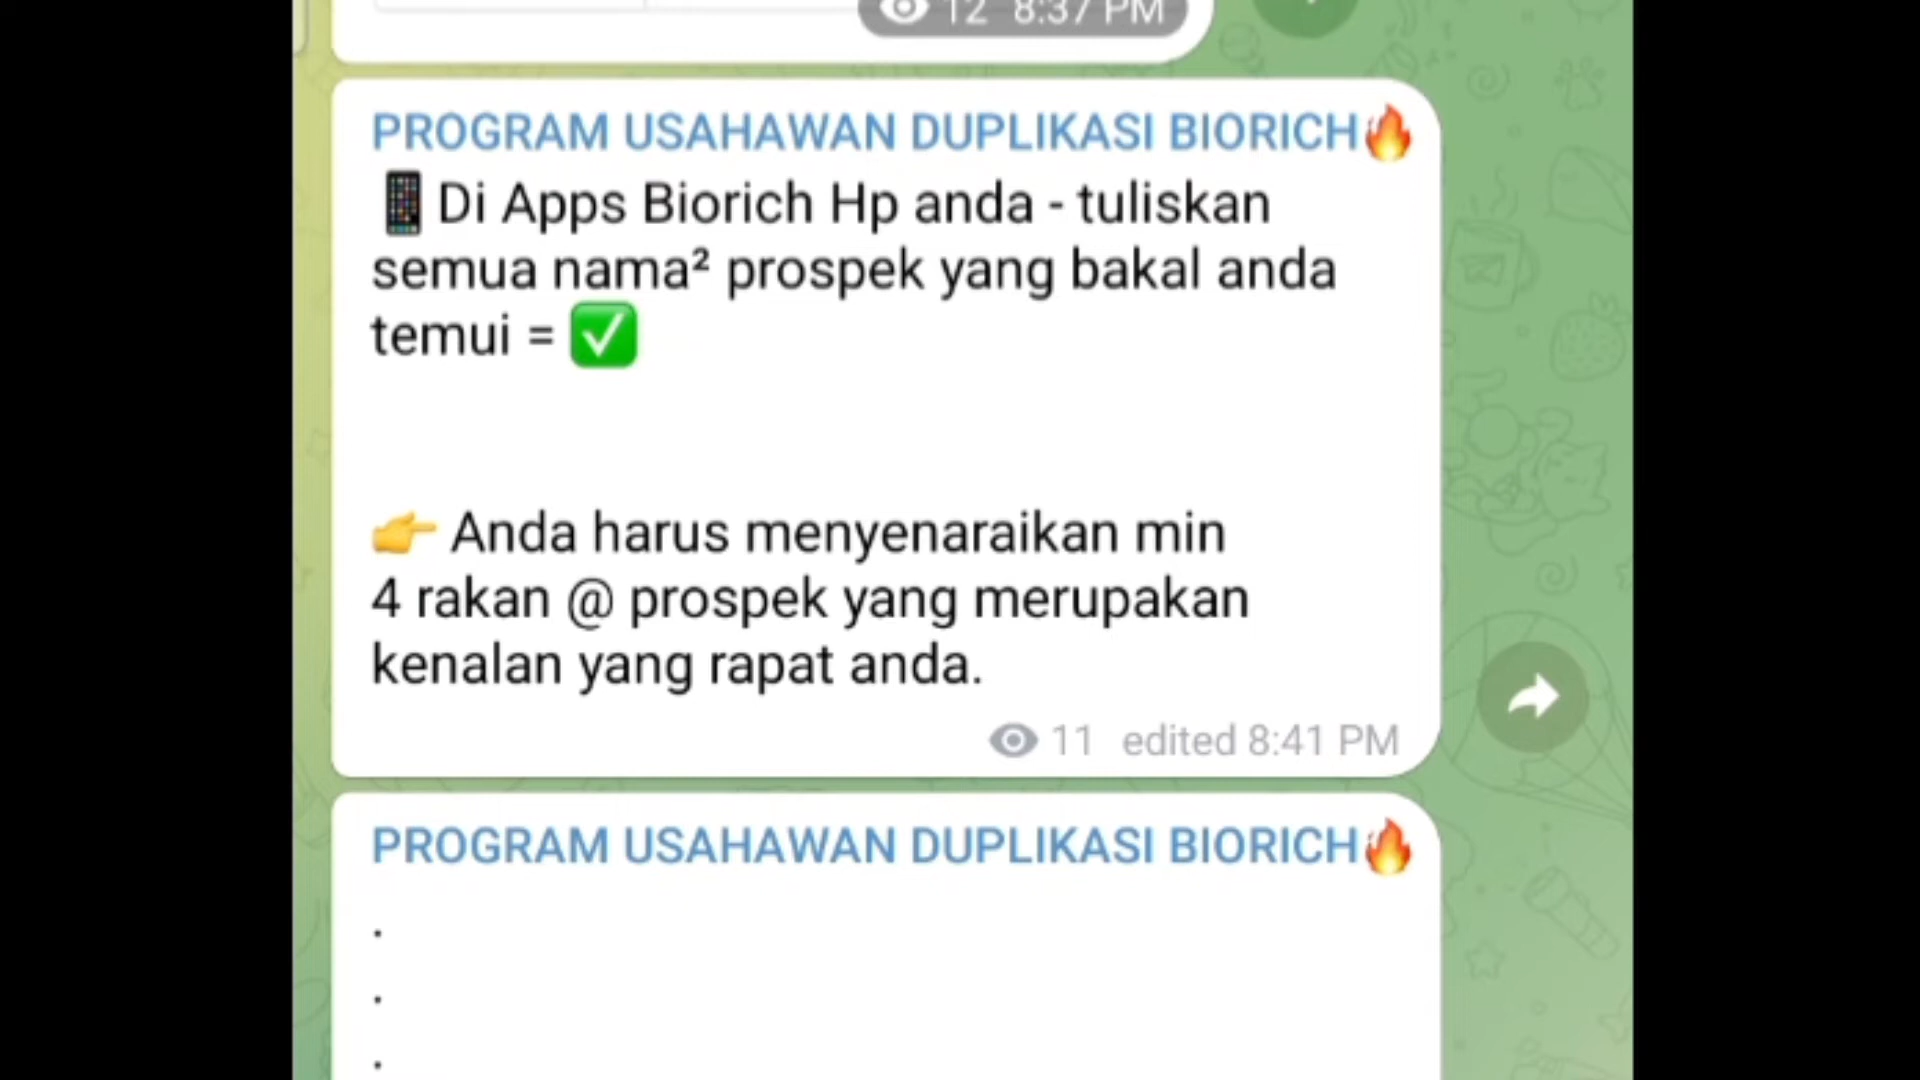 12 8:37 PM
PROGRAM USAHAWAN DUPLIKASI BIORICH🔥
📱Di Apps Biorich Hp anda - tuliskan
semua nama² prospek yang bakal anda
temui = ✅
👉 Anda harus menyenaraikan min
4 rakan @ prospek yang merupakan
kenalan yang rapat anda.
11 edited 8:41 PM
PROGRAM USAHAWAN DUPLIKASI BIORICH🔥
.
.
.